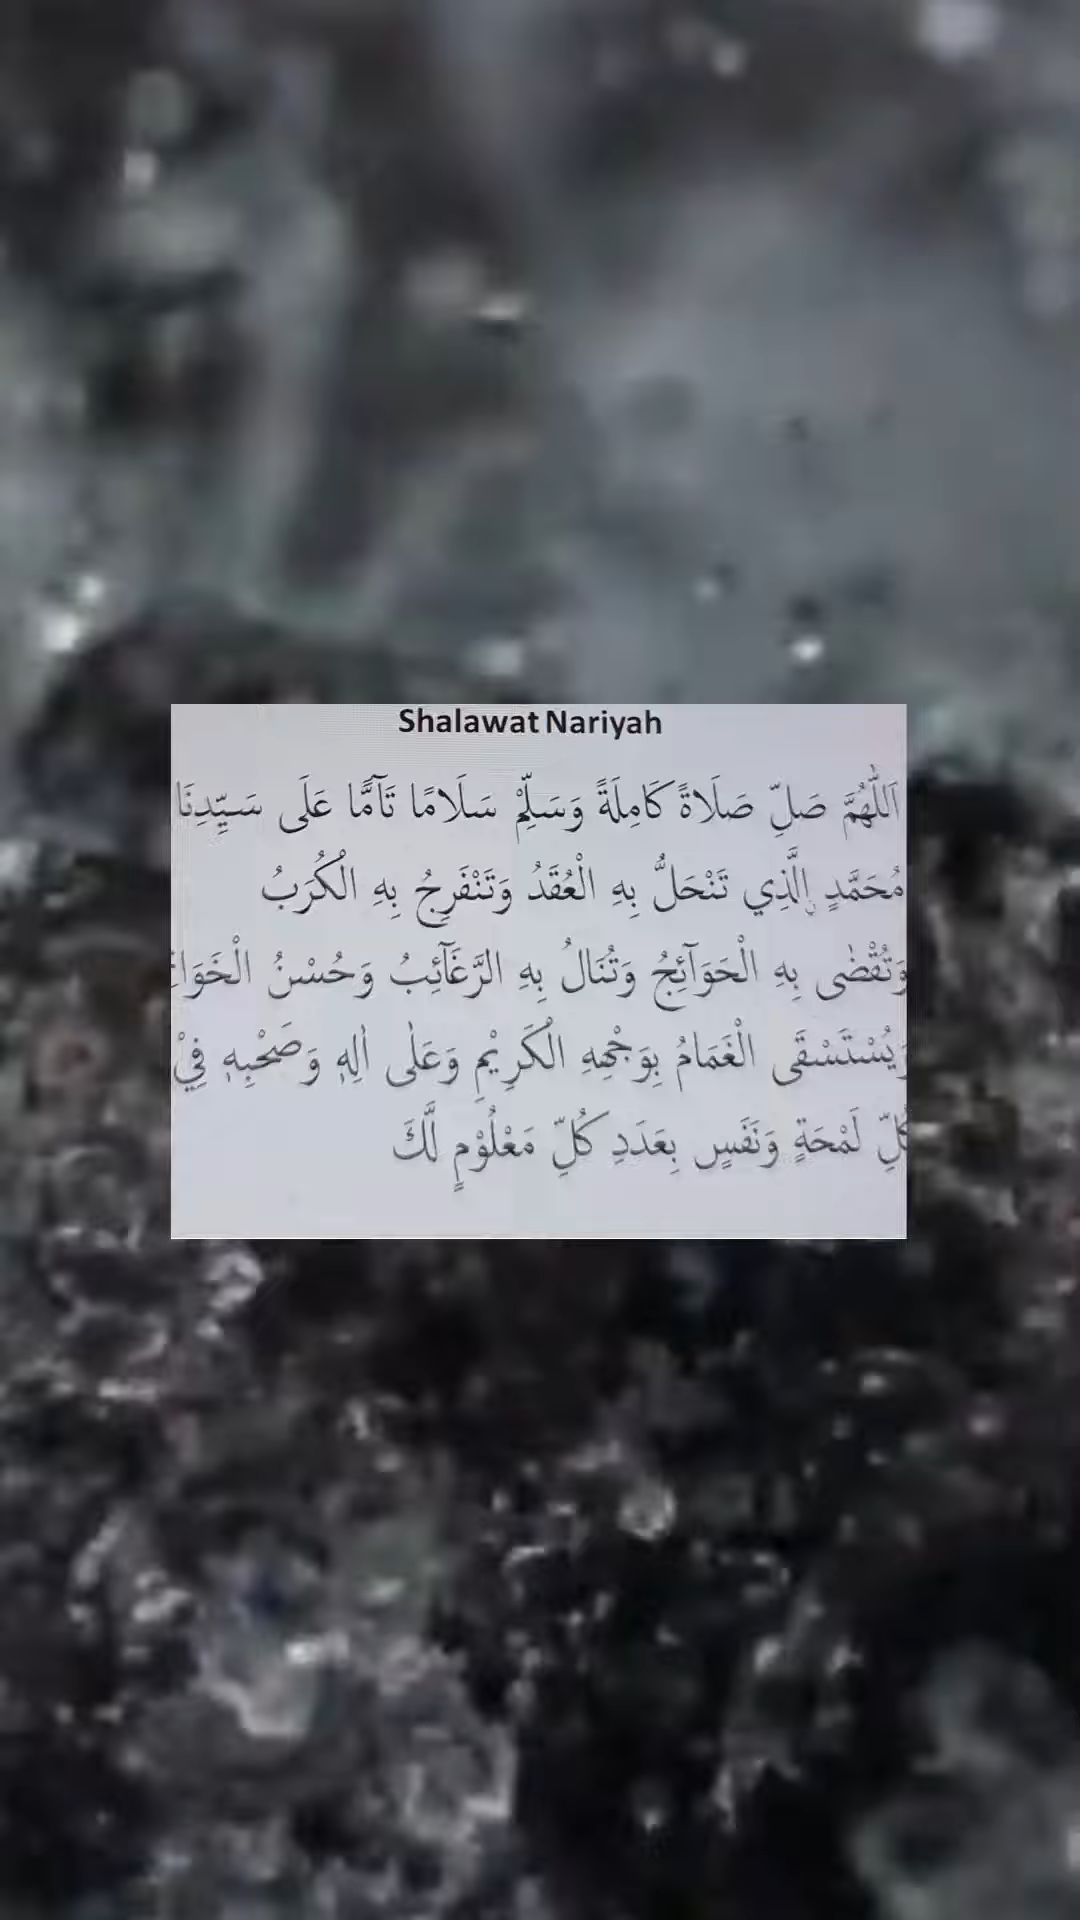 Shalawat Nariyah
اَللّٰهُمَّ صَلِّ صَلَاةً كَامِلَةً وَسَلِّمْ سَلَامًا تَآمًّا عَلَى سَيِّدِنَا
مُحَمَّدٍ ࣙالَّذِي تَنْحَلُّ بِهِ الْعُقَدُ وَتَنْفَرِجُ بِهِ الْكُرَبُ
وَتُقْضٰى بِهِ الْحَوَآئِجُ وَتُنَالُ بِهِ الرَّغَآئِبُ وَحُسْنُ
وَيُسْتَسْقَى الْغَمَامُ بِوَجْهِهِ الْكَرِيْمِ وَعَلٰى اٰلِهٖ وَصَحْبِهٖ فِيْ
كُلِّ لَمْحَةٍ وَنَفَسٍ بِعَدَدِ كُلِّ مَعْلُوْمٍ لَّكَ